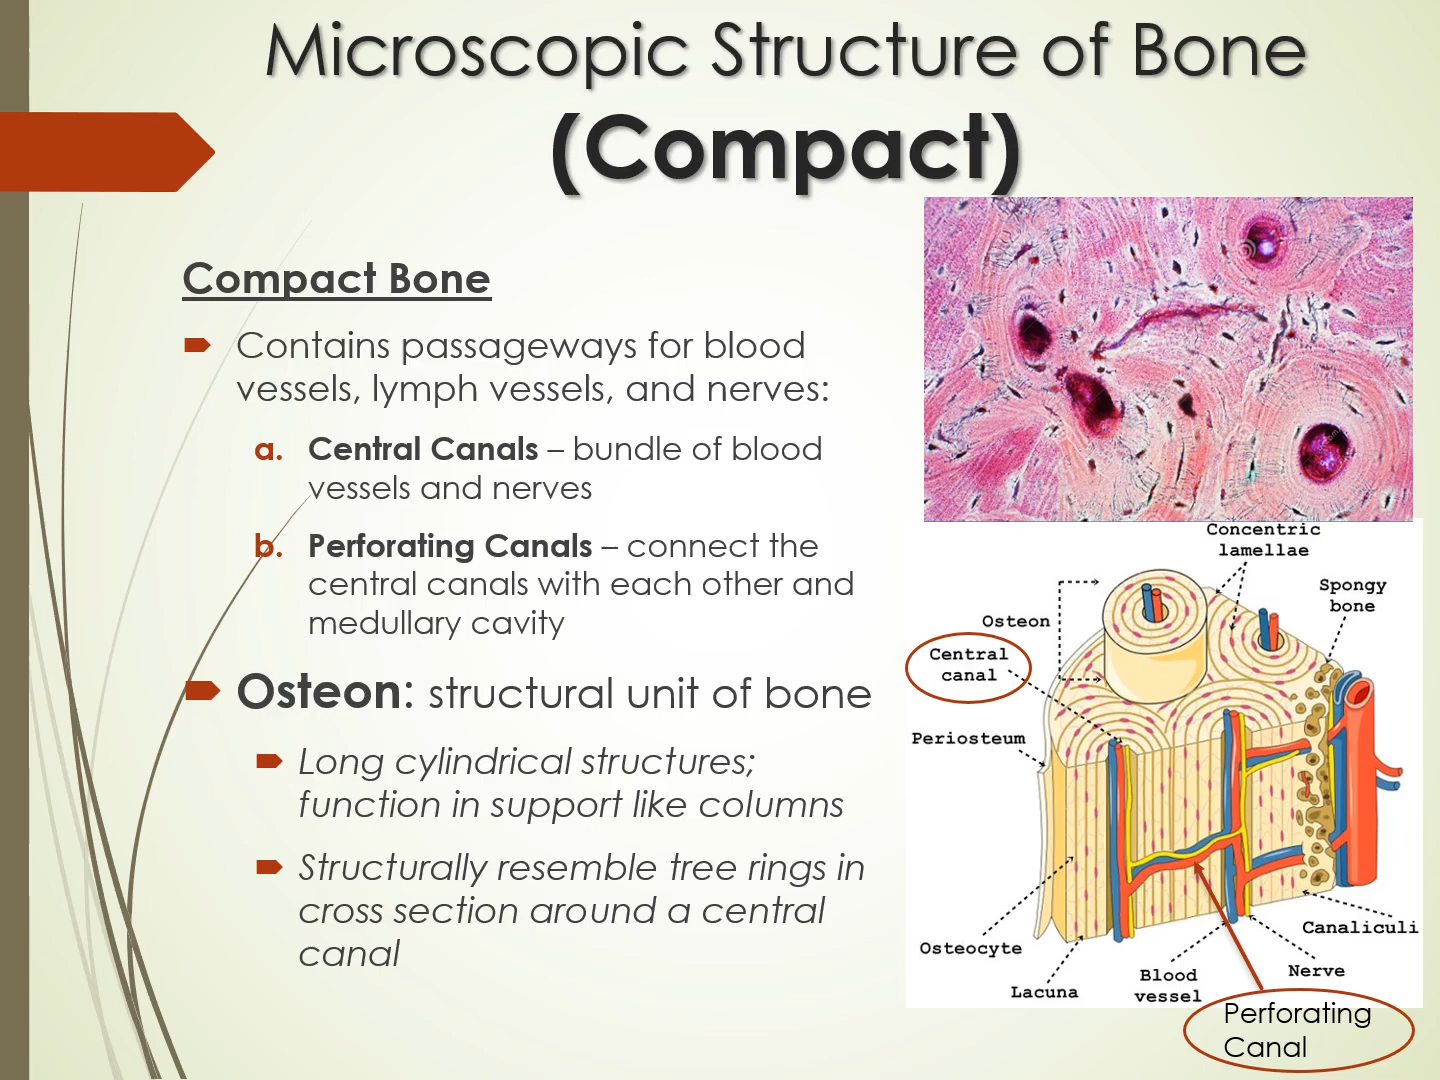 Microscopic Structure of Bone
(Compact)
Compact Bone
Contains passageways for blood
vessels, lymph vessels, and nerves:
a. Central Canals – bundle of blood
vessels and nerves
b. Perforating Canals – connect the
central canals with each other and
medullary cavity
Osteon: structural unit of bone
Long cylindrical structures;
function in support like columns
Structurally resemble tree rings in
cross section around a central
canal
Concentric
lamellae
Spongy
bone
Osteon
Central
canal
Periosteum
Osteocyte
Lacuna
Blood
vessel
Nerve
Canaliculi
Perforating
Canal